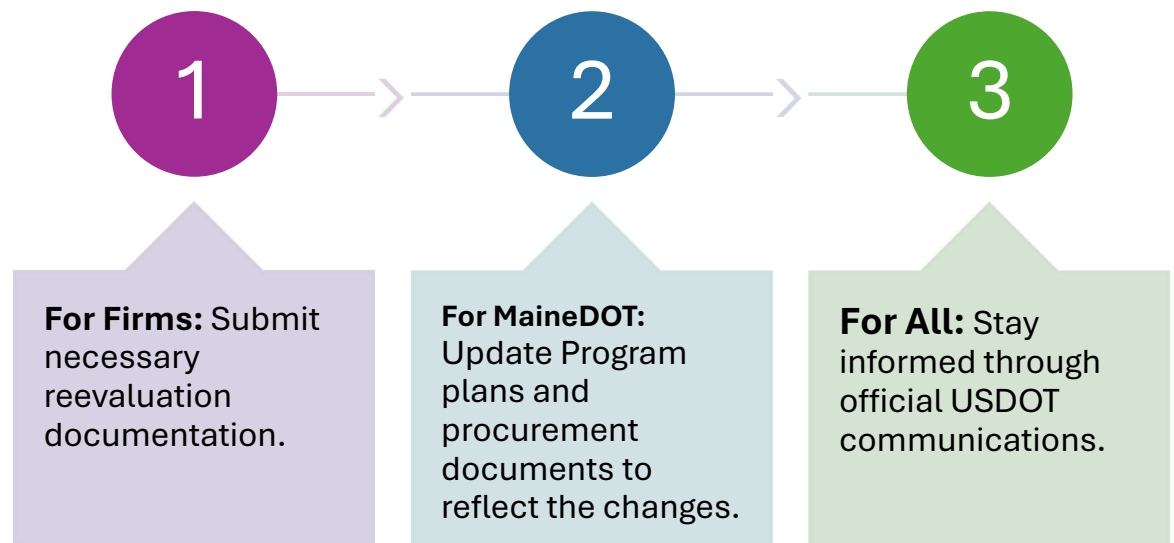 1
2
3
For Firms: Submit
necessary
reevaluation
documentation.
For MaineDOT:
Update Program
plans and
procurement
documents to
reflect the changes.
For All: Stay
informed through
official USDOT
communications.